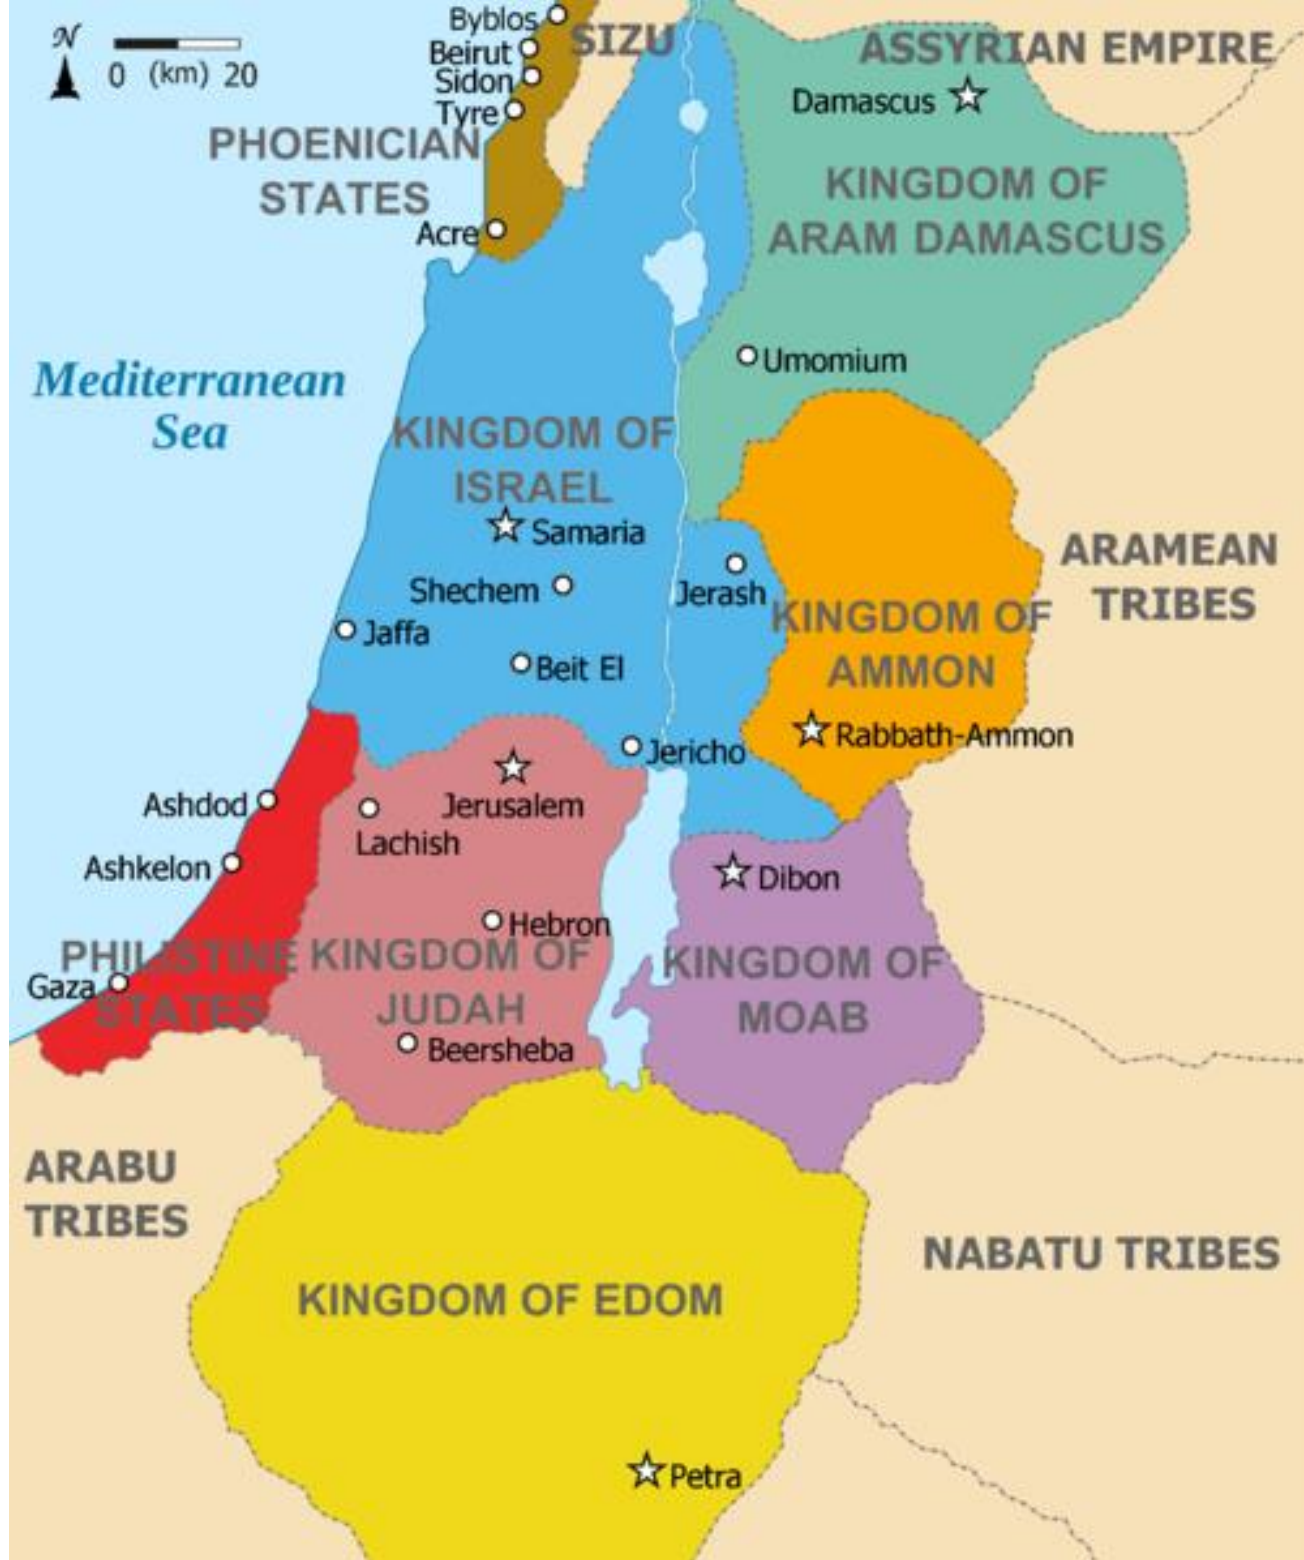 N
0 (km) 20
Byblos
Beirut
Sidon
Tyre
SIZU
ASSYRIAN EMPIRE
Damascus
PHOENICIAN
STATES
KINGDOM OF
ARAM DAMASCUS
Acre
Mediterranean
Sea
Umomium
KINGDOM OF
ISRAEL
Samaria
Shechem
Jerash
ARAMEAN
TRIBES
KINGDOM OF
AMMON
Jaffa
Beit El
Jericho
Rabbath-Ammon
Ashdod
Jerusalem
Lachish
Ashkelon
Dibon
Hebron
PHILISTINE
STATES
KINGDOM OF
JUDAH
KINGDOM OF
MOAB
Gaza
Beersheba
ARABU
TRIBES
NABATU TRIBES
KINGDOM OF EDOM
Petra